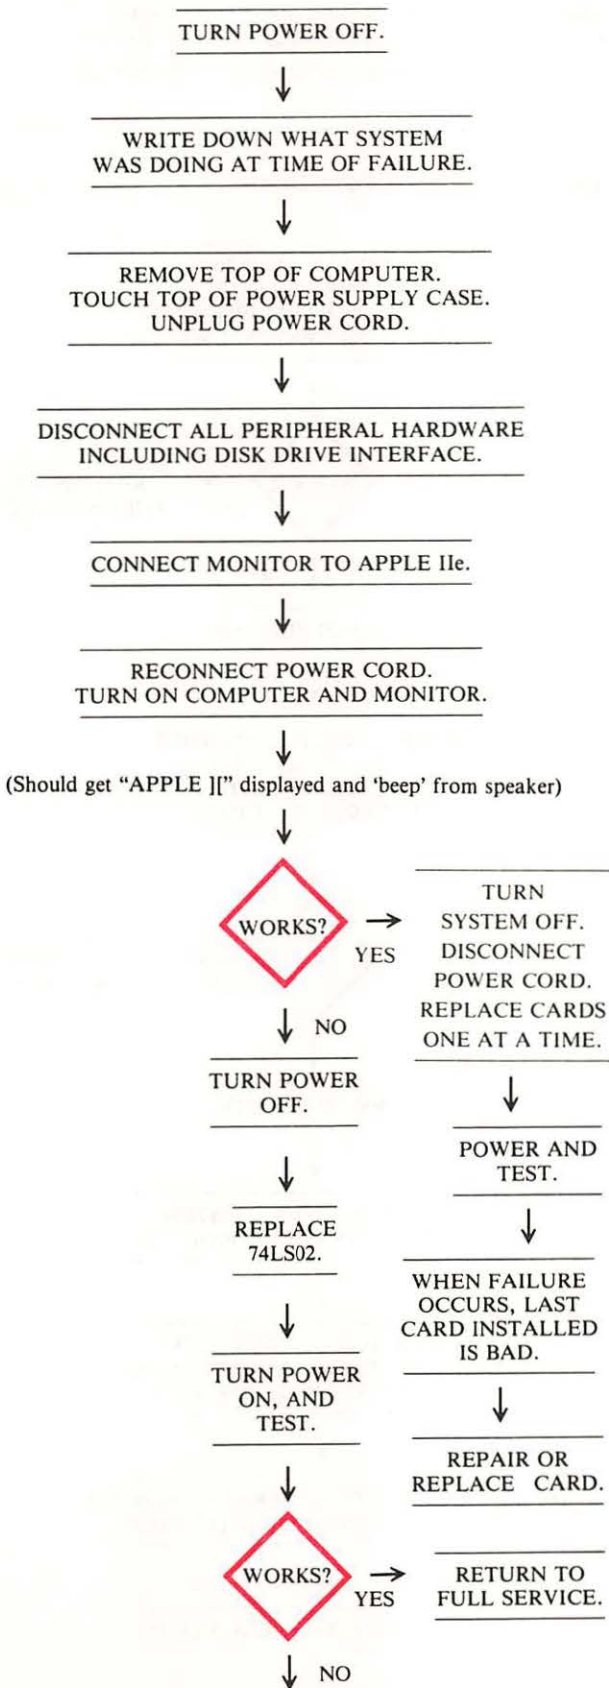 TURN POWER OFF.
WRITE DOWN WHAT SYSTEM
WAS DOING AT TIME OF FAILURE.
REMOVE TOP OF COMPUTER.
TOUCH TOP OF POWER SUPPLY CASE.
UNPLUG POWER CORD.
DISCONNECT ALL PERIPHERAL HARDWARE
INCLUDING DISK DRIVE INTERFACE.
CONNECT MONITOR TO APPLE IIe.
RECONNECT POWER CORD.
TURN ON COMPUTER AND MONITOR.
(Should get “APPLE ][” displayed and ‘beep’ from speaker)
WORKS?
YES
TURN
SYSTEM OFF.
DISCONNECT
POWER CORD.
REPLACE CARDS
ONE AT A TIME.
POWER AND
TEST.
WHEN FAILURE
OCCURS, LAST
CARD INSTALLED
IS BAD.
REPAIR OR
REPLACE CARD.
NO
TURN POWER
OFF.
REPLACE
74LS02.
TURN POWER
ON, AND
TEST.
WORKS?
YES
RETURN TO
FULL SERVICE.
NO